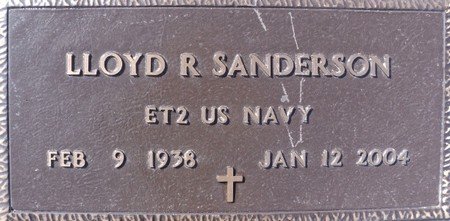 LLOYD R SANDERSON
ET2 US NAVY
FEB 9 1938 JAN 12 2004